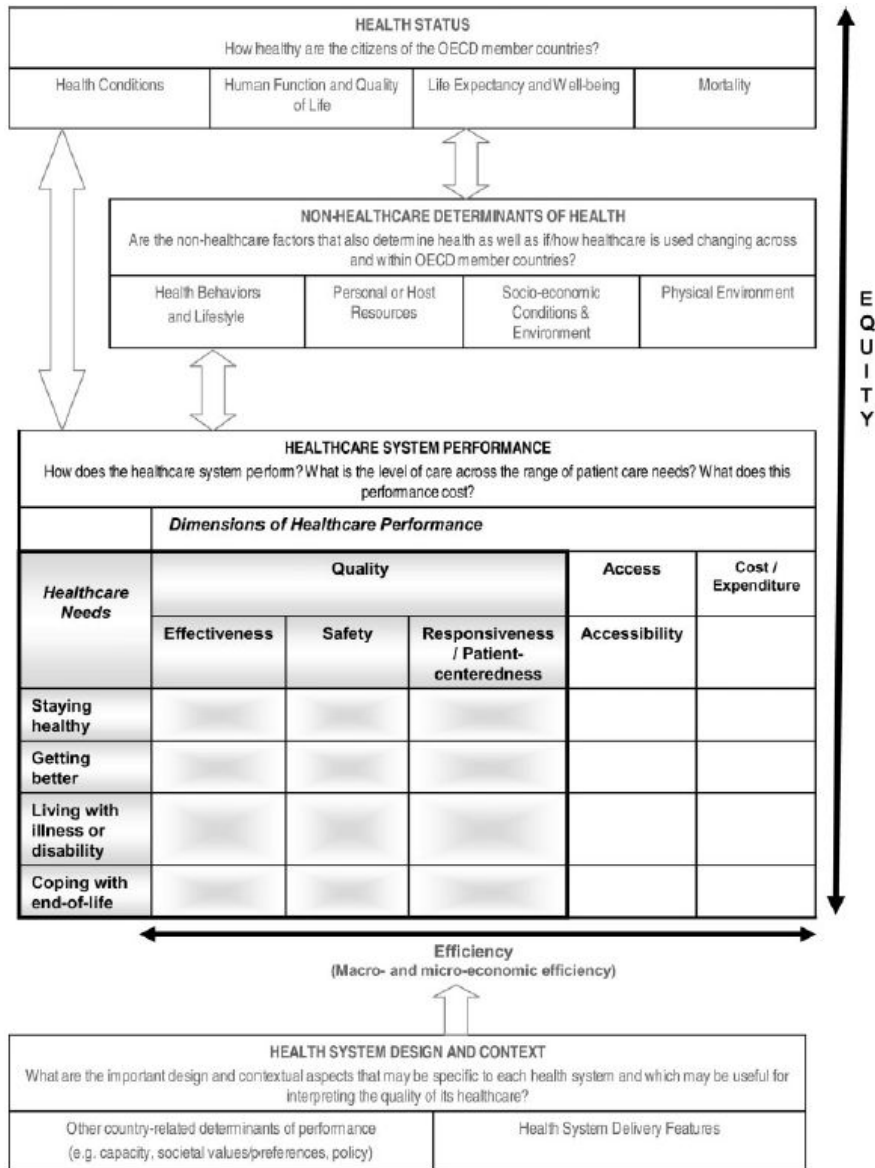 HEALTH STATUS
How healthy are the citizens of the OECD member countries?
Health Conditions
Human Function and Quality
of Life
Life Expectancy and Well-being
Mortality
NON-HEALTHCARE DETERMINANTS OF HEALTH
Are the non-healthcare factors that also determine health as well as if/how healthcare is used changing across
and within OECD member countries?
Health Behaviors
and Lifestyle
Personal or Host
Resources
Socio-economic
Conditions &
Environment
Physical Environment
EQUITY
HEALTHCARE SYSTEM PERFORMANCE
How does the healthcare system perform? What is the level of care across the range of patient care needs? What does this
performance cost?
Dimensions of Healthcare Performance
Healthcare
Needs
Quality
Access
Cost /
Expenditure
Effectiveness
Safety
Responsiveness
/ Patient-
centeredness
Accessibility
Staying
healthy
Getting
better
Living with
illness or
disability
Coping with
end-of-life
Efficiency
(Macro- and micro-economic efficiency)
HEALTH SYSTEM DESIGN AND CONTEXT
What are the important design and contextual aspects that may be specific to each health system and which may be useful for
interpreting the quality of its healthcare?
Other country-related determinants of performance
(e.g. capacity, societal values/preferences, policy)
Health System Delivery Features